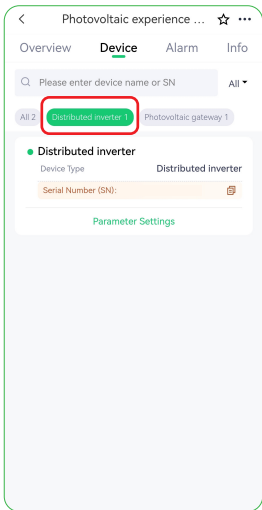 Photovoltaic experience ...
Overview Device Alarm Info
Please enter device name or SN All
All 2 Distributed inverter 1 Photovoltaic gateway 1
Distributed inverter
Device Type Distributed inverter
Serial Number (SN):
Parameter Settings